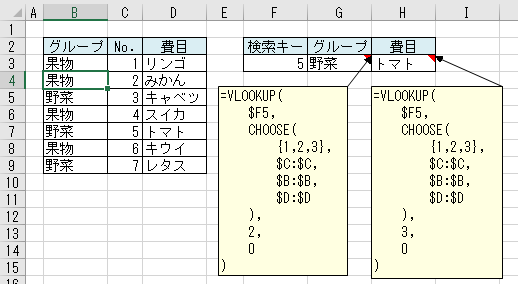 A B C D E F G H I
1
2 グループ No. 費目 検索キー グループ 費目
3 果物 1 リンゴ 5 野菜 トマト
4 果物 2 みかん
5 野菜 3 キャベツ
6 果物 4 スイカ
7 野菜 5 トマト
8 果物 6 キウイ
9 野菜 7 レタス
10
11
12
13
14
15
16
=VLOOKUP(
$F5,
CHOOSE(
{1,2,3},
$C:$C,
$B:$B,
$D:$D
),
2,
0
)
=VLOOKUP(
$F5,
CHOOSE(
{1,2,3},
$C:$C,
$B:$B,
$D:$D
),
3,
0
)